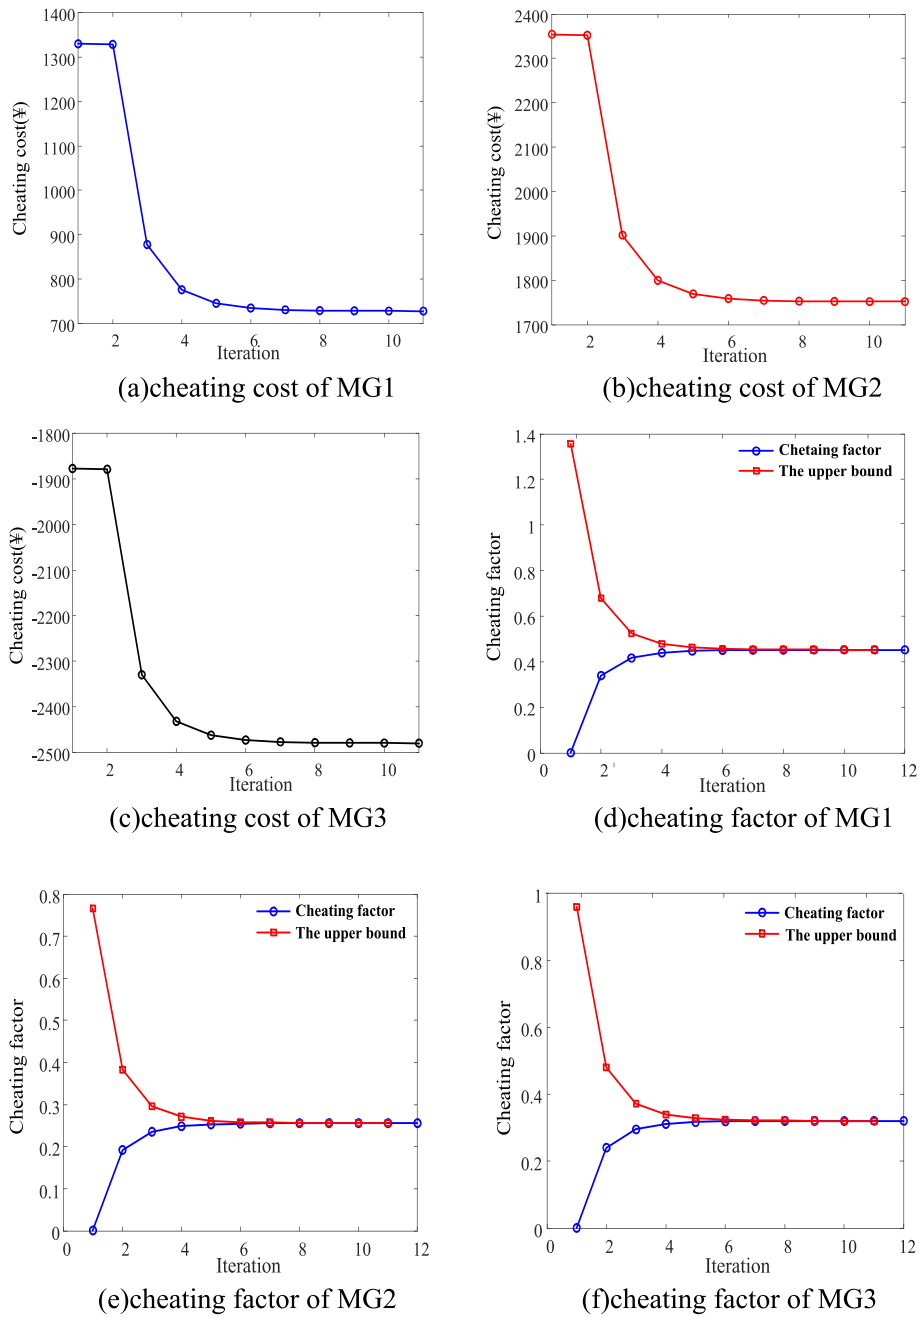 1400
1300
1200
1100
1000
900
800
700
Cheating cost(¥)
2 4 6 8 10
Iteration
(a)cheating cost of MG1
2400
2300
2200
2100
2000
1900
1800
1700
Cheating cost(¥)
2 4 6 8 10
Iteration
(b)cheating cost of MG2
-1800
-1900
-2000
-2100
-2200
-2300
-2400
-2500
Cheating cost(¥)
2 4 6 8 10
Iteration
(c)cheating cost of MG3
1.4
1.2
1
0.8
0.6
0.4
0.2
0
Cheating factor
Chetaing factor
The upper bound
0 2 4 6 8 10 12
Iteration
(d)cheating factor of MG1
0.8
0.7
0.6
0.5
0.4
0.3
0.2
0.1
0
Cheating factor
Cheating factor
The upper bound
0 2 4 6 8 10 12
Iteration
(e)cheating factor of MG2
1
0.8
0.6
0.4
0.2
0
Cheating factor
Cheating factor
The upper bound
0 2 4 6 8 10 12
Iteration
(f)cheating factor of MG3